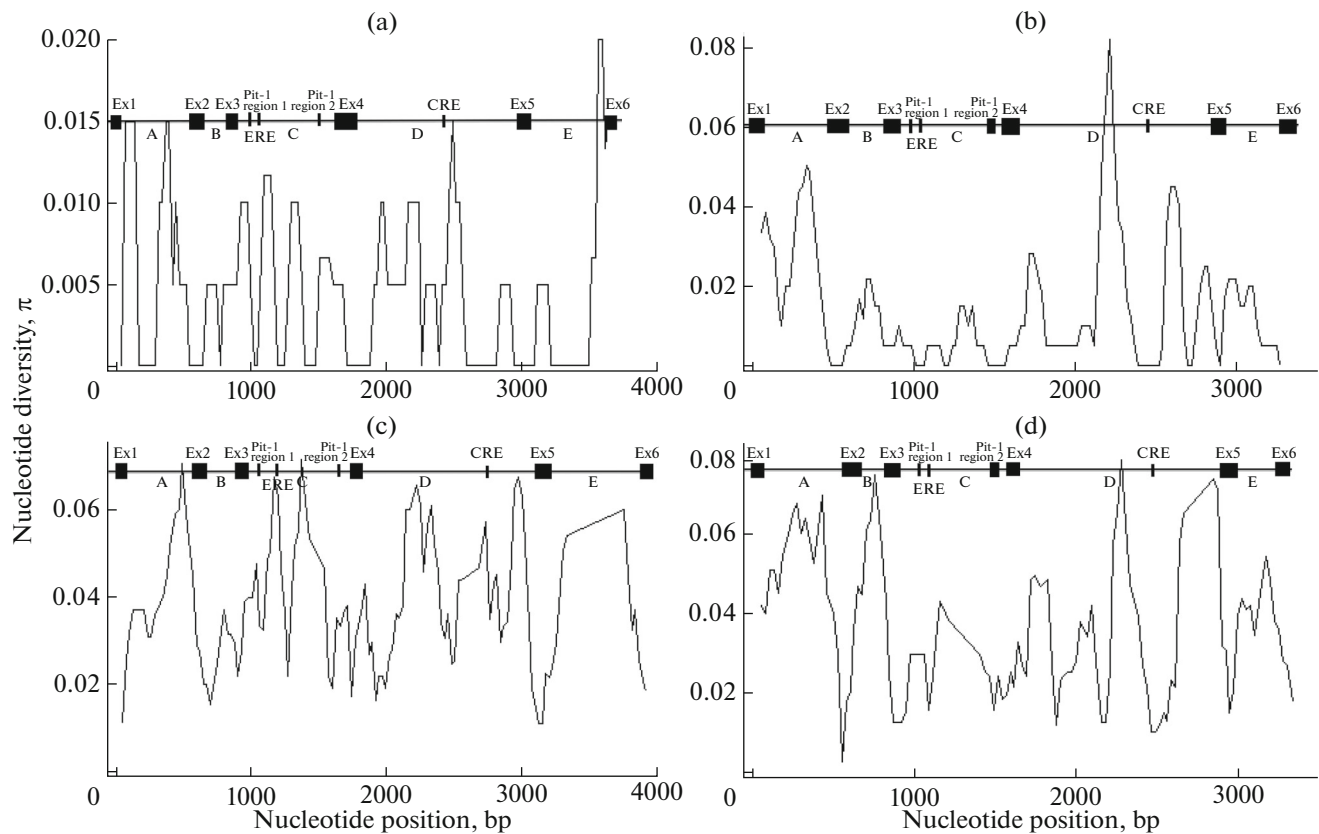 (a)
0.020
0.015
0.010
0.005
0
1000
2000
3000
4000
Ex1
Ex2
Ex3
Pit-1
region 1
Pit-1
region 2
Ex4
CRE
Ex5
Ex6
A
B
ERE
C
D
E
(b)
0.08
0.06
0.04
0.02
0
1000
2000
3000
Ex1
Ex2
Ex3
Pit-1
region 1
Pit-1
region 2
Ex4
CRE
Ex5
Ex6
A
B
ERE
C
D
E
Nucleotide diversity, π
(c)
0.06
0.04
0.02
0
1000
2000
3000
4000
Ex1
Ex2
Ex3
Pit-1
region 1
Pit-1
region 2
Ex4
CRE
Ex5
Ex6
A
B
ERE
C
D
E
Nucleotide position, bp
(d)
0.08
0.06
0.04
0.02
0
1000
2000
3000
Ex1
Ex2
Ex3
Pit-1
region 1
Pit-1
region 2
Ex4
CRE
Ex5
Ex6
A
B
ERE
C
D
E
Nucleotide position, bp